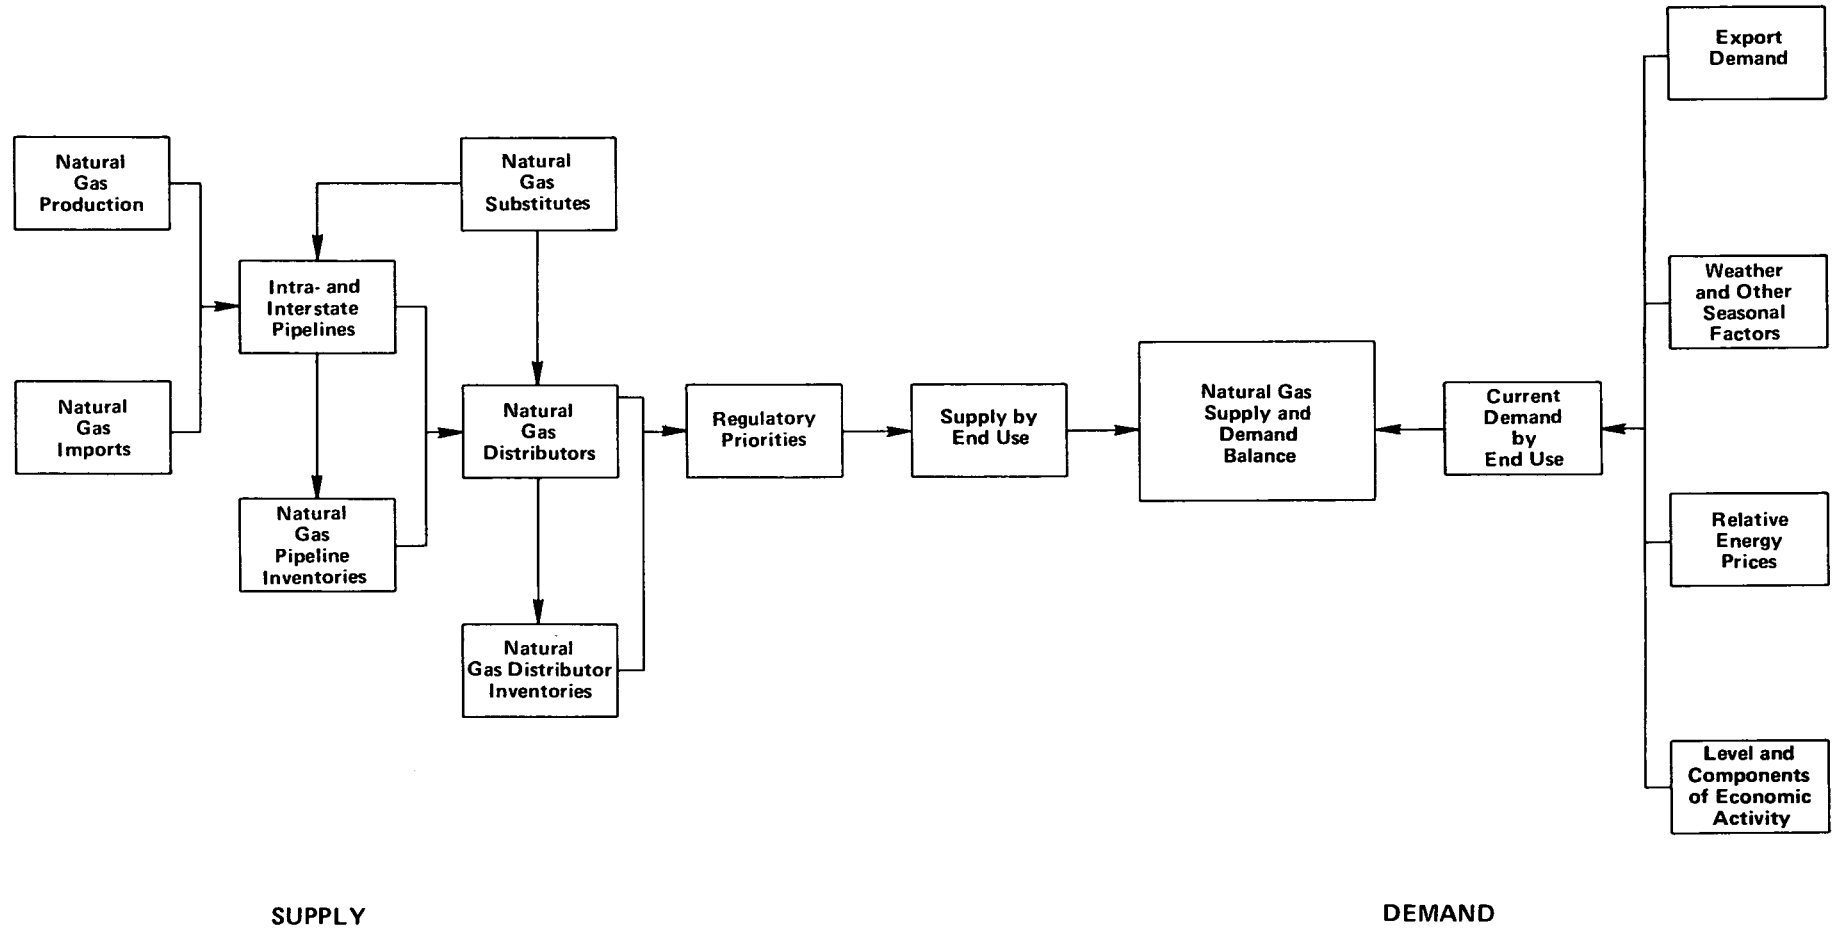 Export
Demand
Natural
Gas
Production
Natural
Gas
Substitutes
Intra- and
Interstate
Pipelines
Weather
and Other
Seasonal
Factors
Natural
Gas
Imports
Natural
Gas
Distributors
Regulatory
Priorities
Supply by
End Use
Natural Gas
Supply and
Demand
Balance
Current
Demand
by
End Use
Natural
Gas
Pipeline
Inventories
Relative
Energy
Prices
Natural
Gas Distributor
Inventories
Level and
Components
of Economic
Activity
SUPPLY
DEMAND